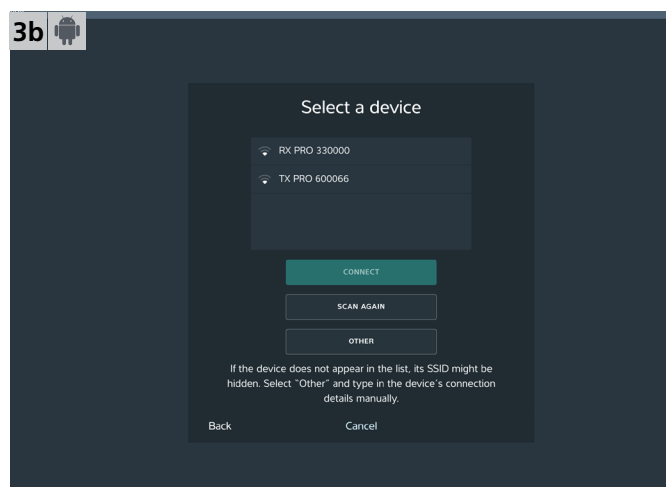 3b
Select a device
RX PRO 330000
TX PRO 600066
CONNECT
SCAN AGAIN
OTHER
If the device does not appear in the list, its SSID might be
hidden. Select "Other" and type in the device's connection
details manually.
Back Cancel